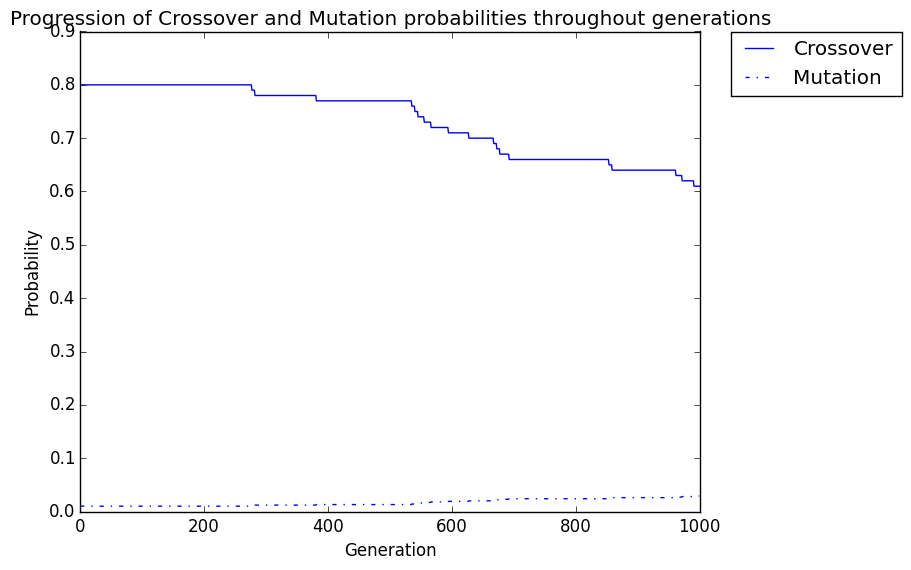 Progression of Crossover and Mutation probabilities throughout generations
Crossover
Mutation
0.9
0.8
0.7
0.6
0.5
0.4
0.3
0.2
0.1
0.0
Probability
0 200 400 600 800 1000
Generation